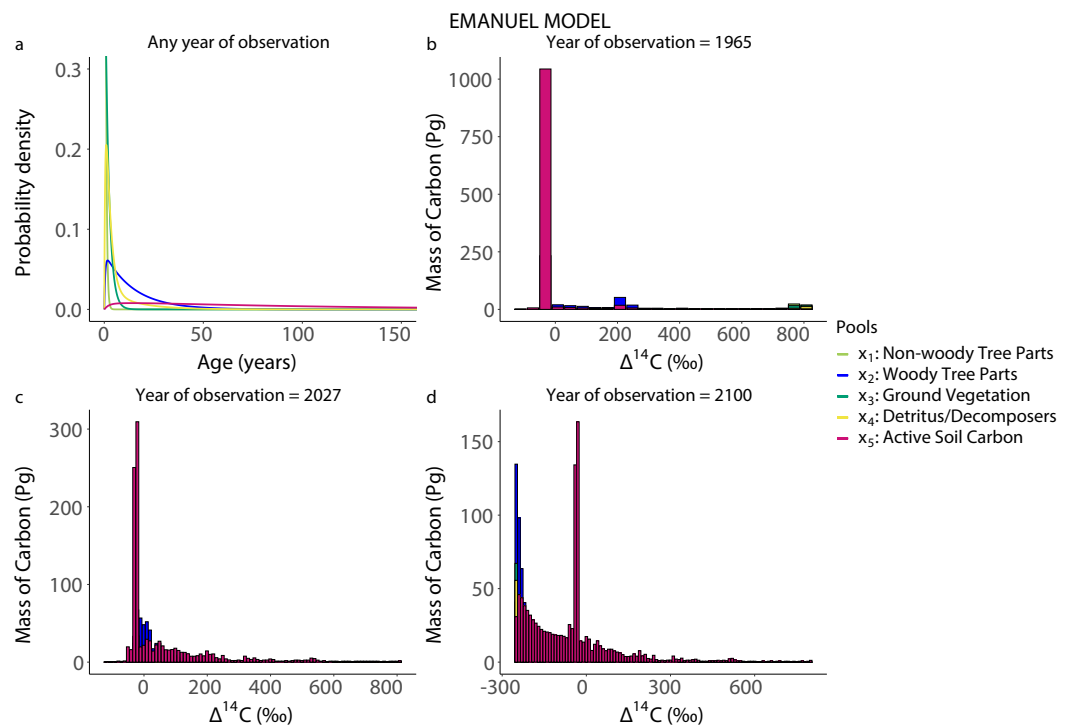 EMANUEL MODEL
a
Any year of observation
Probability density
0.3
0.2
0.1
0.0
0
50
100
150
Age (years)
b
Year of observation = 1965
Mass of Carbon (Pg)
1000
750
500
250
0
0
200
400
600
800
Δ¹⁴C (‰)
Pools
x₁: Non-woody Tree Parts
x₂: Woody Tree Parts
x₃: Ground Vegetation
x₄: Detritus/Decomposers
x₅: Active Soil Carbon
c
Year of observation = 2027
Mass of Carbon (Pg)
300
200
100
0
0
200
400
600
800
Δ¹⁴C (‰)
d
Year of observation = 2100
Mass of Carbon (Pg)
150
100
50
0
-300
0
300
600
Δ¹⁴C (‰)